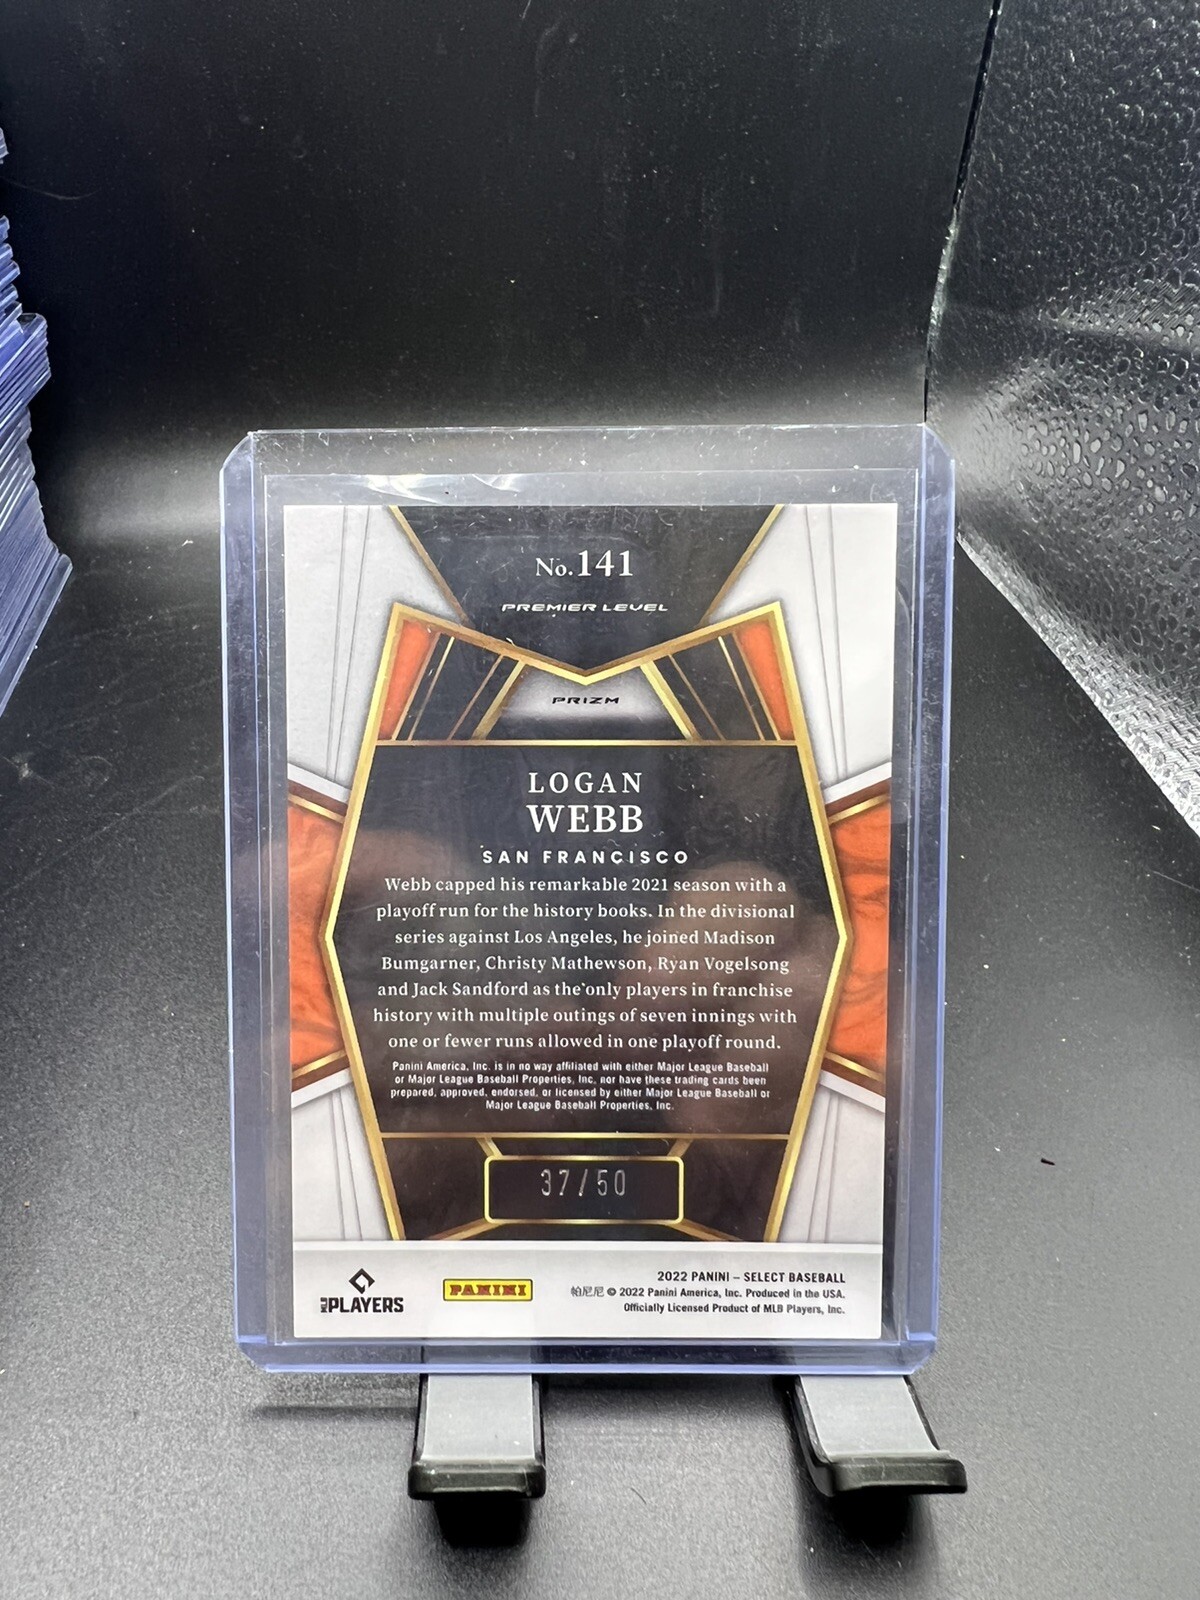 No.141
PREMIER LEVEL
PRIZM
LOGAN
WEBB
SAN FRANCISCO
Webb capped his remarkable 2021 season with a
playoff run for the history books. In the divisional
series against Los Angeles, he joined Madison
Bumgarner, Christy Mathewson, Ryan Vogelsong
and Jack Sandford as the only players in franchise
history with multiple outings of seven innings with
one or fewer runs allowed in one playoff round.
Panini America, Inc. is in no way affiliated with either Major League Baseball
or Major League Baseball Properties, Inc. nor have these trading cards been
prepared, approved, endorsed, or licensed by either Major League Baseball or
Major League Baseball Properties, Inc.
37/50
MLB PLAYERS
PANINI
2022 PANINI – SELECT BASEBALL
帕尼尼 © 2022 Panini America, Inc. Produced in the USA.
Officially Licensed Product of MLB Players, Inc.